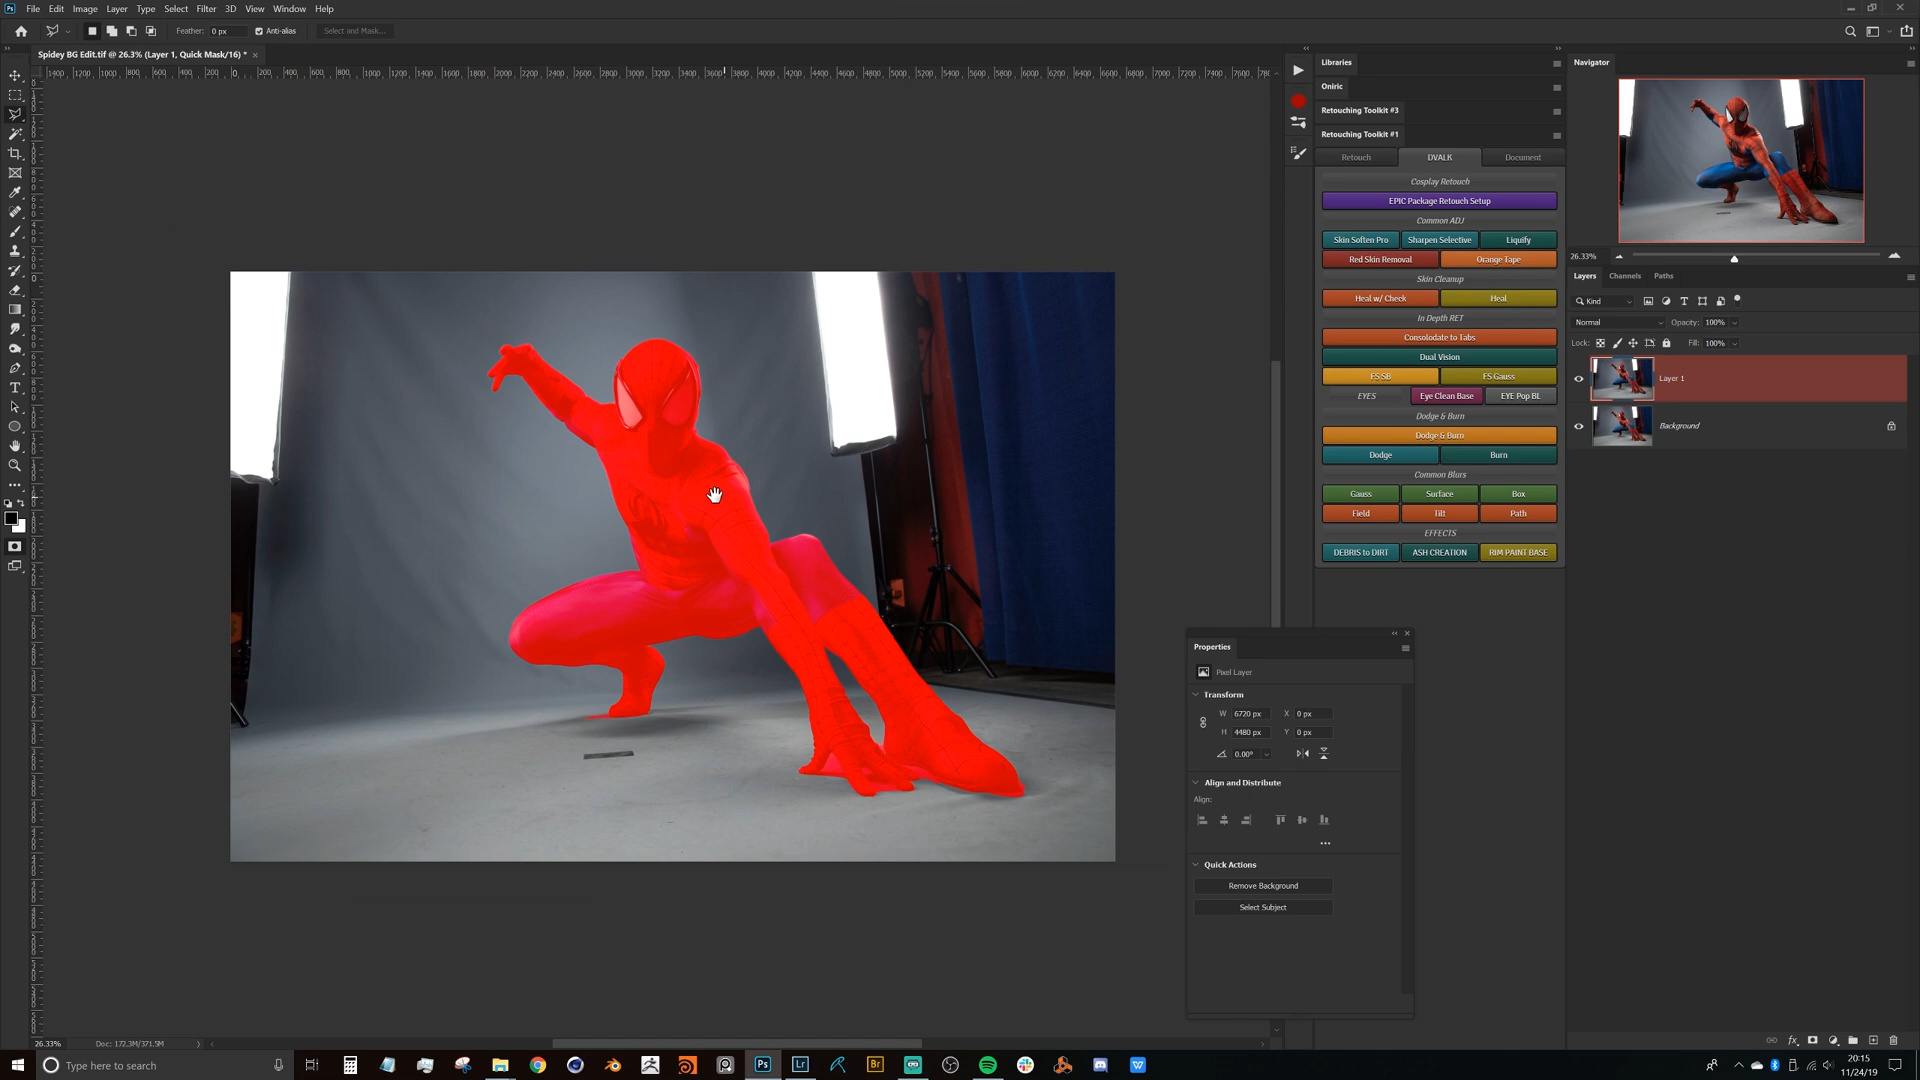 Ps File Edit Image Layer Type Select Filter 3D View Window Help
Feather: 0 px Anti-alias Select and Mask...
Spidey BG Edit.tif @ 26.3% (Layer 1, Quick Mask/16) *
Libraries
Oniric
Retouching Toolkit #3
Retouching Toolkit #1
Retouch DVALK Document
Cosplay Retouch
EPIC Package Retouch Setup
Common ADJ
Skin Soften Pro Sharpen Selective Liquify
Red Skin Removal Orange Tape
Skin Cleanup
Heal w/ Check Heal
In Depth RET
Consolodate to Tabs
Dual Vision
FS SB FS Gauss
EYES Eye Clean Base EYE Pop BL
Dodge & Burn
Dodge & Burn
Dodge Burn
Common Blurs
Gauss Surface Box
Field Tilt Path
EFFECTS
DEBRIS to DIRT ASH CREATION RIM PAINT BASE
Navigator
26.33%
Layers Channels Paths
Kind
Normal Opacity: 100%
Lock: Fill: 100%
Layer 1
Background
Properties
Pixel Layer
Transform
W 6720 px X 0 px
H 4480 px Y 0 px
0.00°
Align and Distribute
Align:
Quick Actions
Remove Background
Select Subject
26.33% Doc: 172.3M/371.5M
Type here to search
Ps Lr Br
20:15
11/24/19